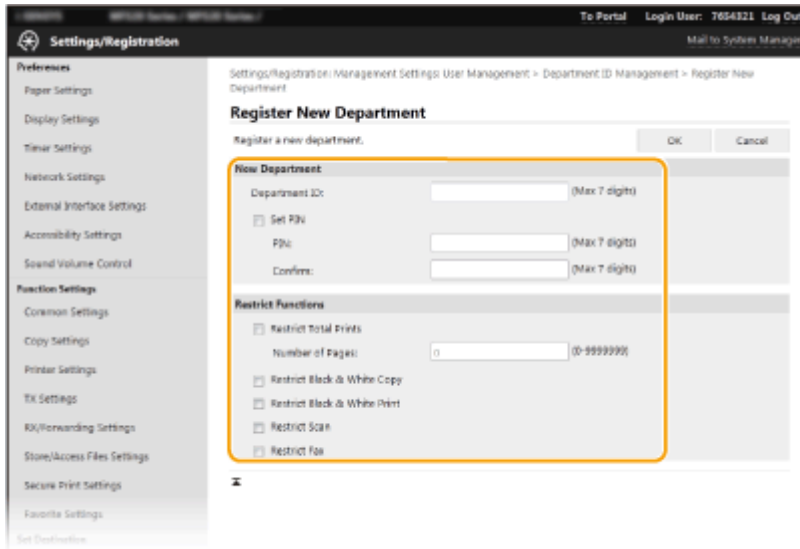 To Portal Login User: 7654321 Log Out
Settings/Registration
Mail to System Manager
Preferences
Paper Settings
Display Settings
Timer Settings
Network Settings
External Interface Settings
Accessibility Settings
Sound Volume Control
Function Settings
Common Settings
Copy Settings
Printer Settings
TX Settings
RX/Forwarding Settings
Store/Access Files Settings
Secure Print Settings
Favorite Settings
Set Destination
Settings/Registration: Management Settings: User Management > Department ID Management > Register New
Department
Register New Department
Register a new department.
OK Cancel
New Department
Department ID: (Max 7 digits)
Set PIN
PIN: (Max 7 digits)
Confirm: (Max 7 digits)
Restrict Functions
Restrict Total Prints
Number of Pages: 0 (0-9999999)
Restrict Black & White Copy
Restrict Black & White Print
Restrict Scan
Restrict Fax